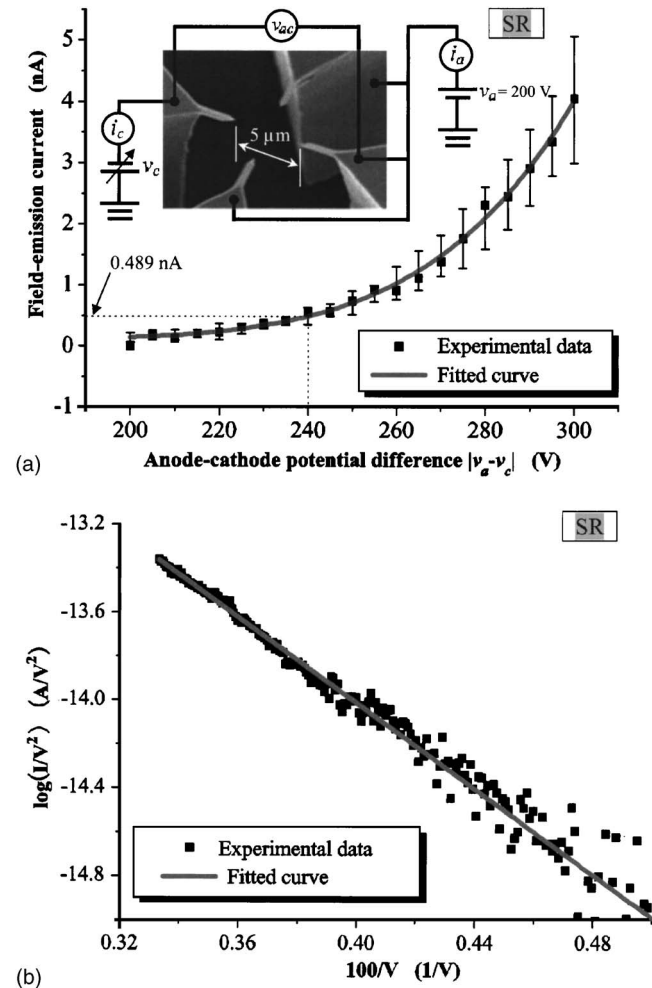 SR
5
4
3
2
1
0
-1
Field-emission current (nA)
v_ac
i_a
v_a = 200 V
i_c
v_c
5 μm
0.489 nA
Experimental data
Fitted curve
200 220 240 260 280 300
(a) Anode-cathode potential difference |v_a-v_c| (V)
SR
-13.2
-13.6
-14.0
-14.4
-14.8
log(I/V²) (A/V²)
Experimental data
Fitted curve
0.32 0.36 0.40 0.44 0.48
(b) 100/V (1/V)